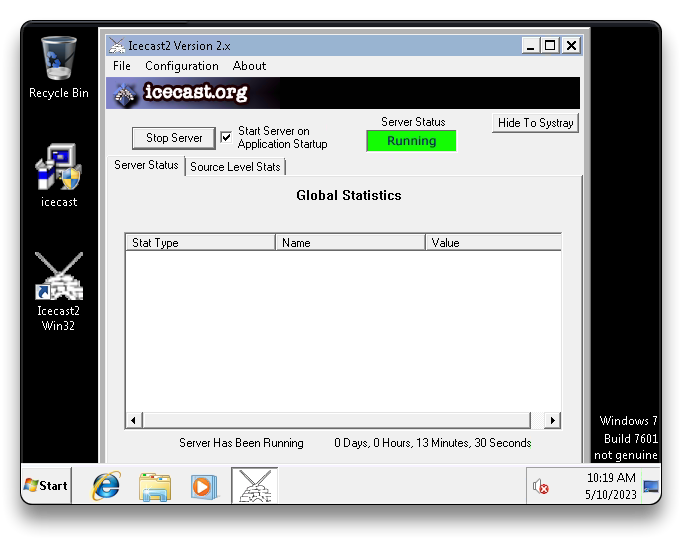 Recycle Bin
icecast
Icecast2
Win32
Icecast2 Version 2.x
File Configuration About
icecast.org
Stop Server
Start Server on
Application Startup
Server Status
Running
Hide To Systray
Server Status
Source Level Stats
Global Statistics
Stat Type Name Value
Server Has Been Running 0 Days, 0 Hours, 13 Minutes, 30 Seconds
Windows 7
Build 7601
not genuine
Start
10:19 AM
5/10/2023